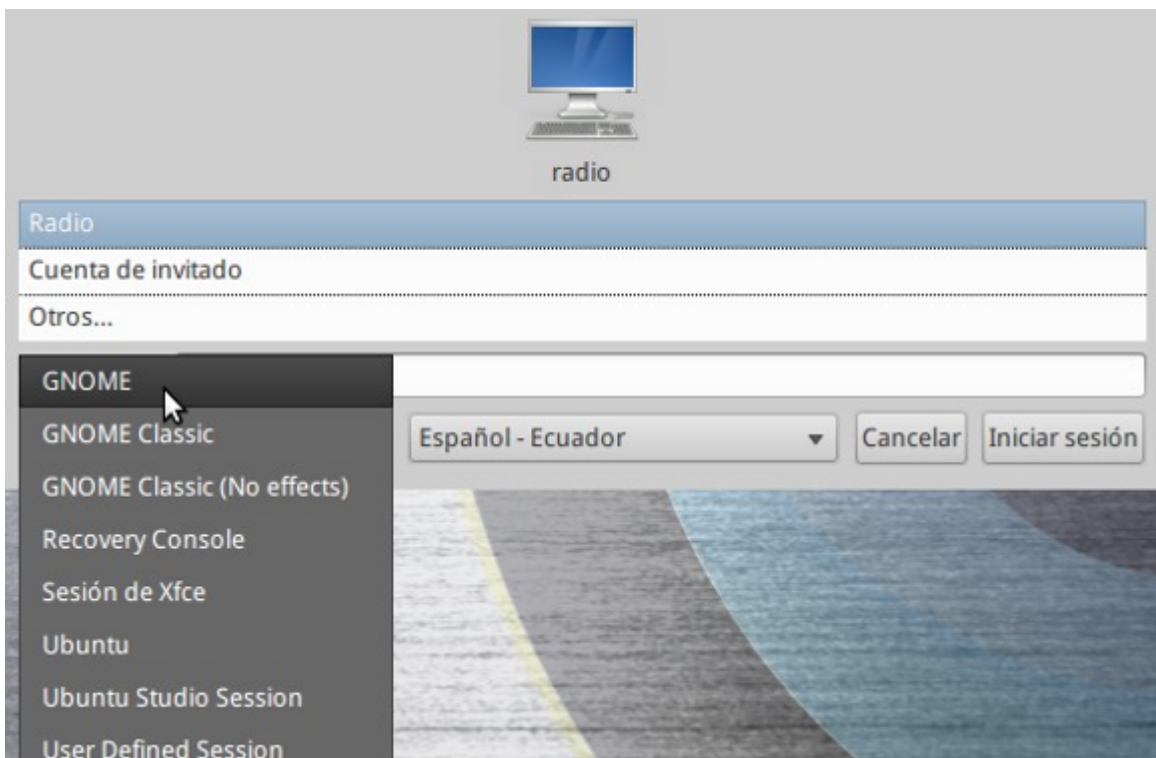 radio
Radio
Cuenta de invitado
Otros...
GNOME
GNOME Classic
Español - Ecuador
Cancelar
Iniciar sesión
GNOME Classic (No effects)
Recovery Console
Sesión de Xfce
Ubuntu
Ubuntu Studio Session
User Defined Session